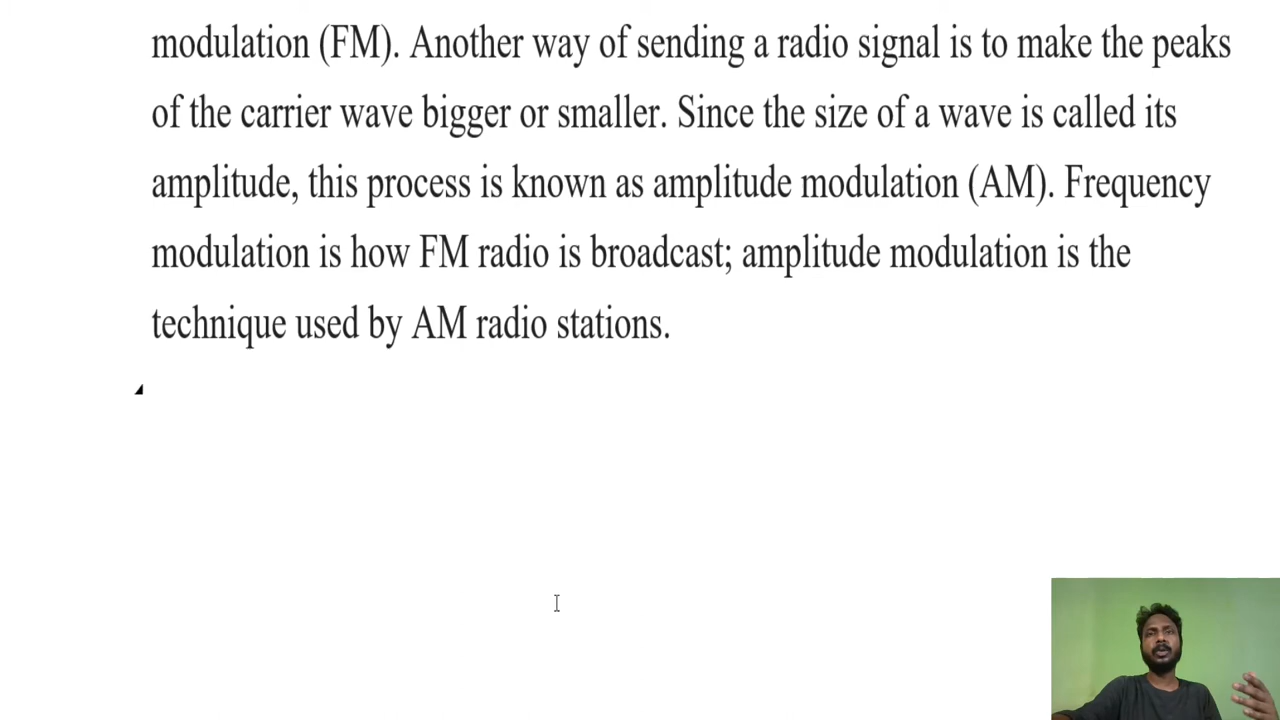 modulation (FM). Another way of sending a radio signal is to make the peaks
of the carrier wave bigger or smaller. Since the size of a wave is called its
amplitude, this process is known as amplitude modulation (AM). Frequency
modulation is how FM radio is broadcast; amplitude modulation is the
technique used by AM radio stations.